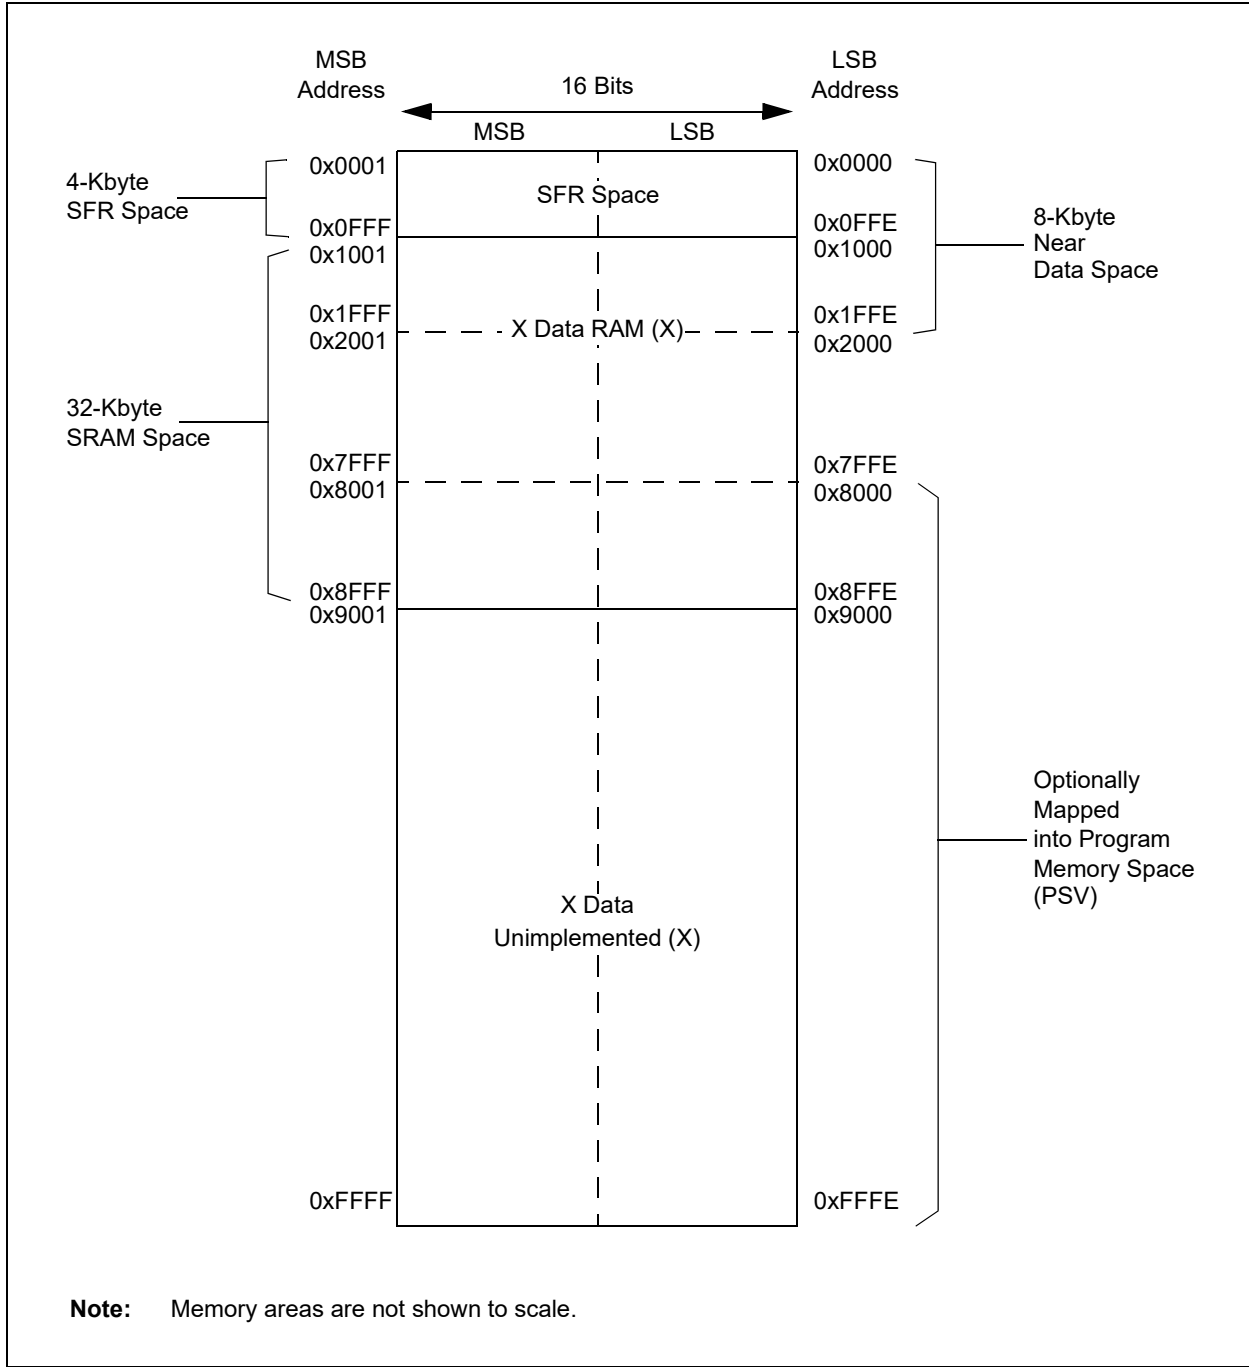 MSB
Address
LSB
Address
16 Bits
MSB
LSB
0x0001
0x0000
4-Kbyte
SFR Space
SFR Space
0x0FFF
0x0FFE
0x1001
0x1000
8-Kbyte
Near
Data Space
0x1FFF
0x1FFE
X Data RAM (X)
0x2001
0x2000
32-Kbyte
SRAM Space
0x7FFF
0x7FFE
0x8001
0x8000
0x8FFF
0x8FFE
0x9001
0x9000
Optionally
Mapped
into Program
Memory Space
(PSV)
X Data
Unimplemented (X)
0xFFFF
0xFFFE
Note: Memory areas are not shown to scale.